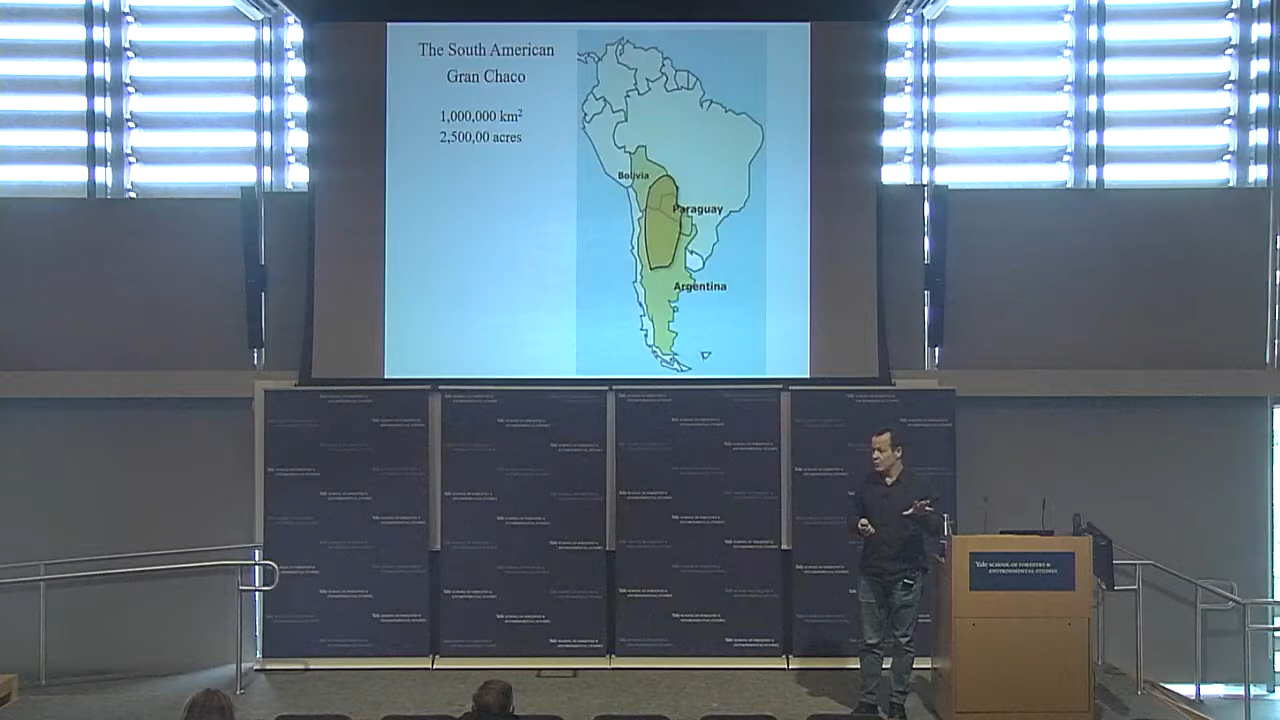 The South American
Gran Chaco
1,000,000 km²
2,500,00 acres
Bolivia
Paraguay
Argentina
Yale SCHOOL OF FORESTRY &
ENVIRONMENTAL STUDIES